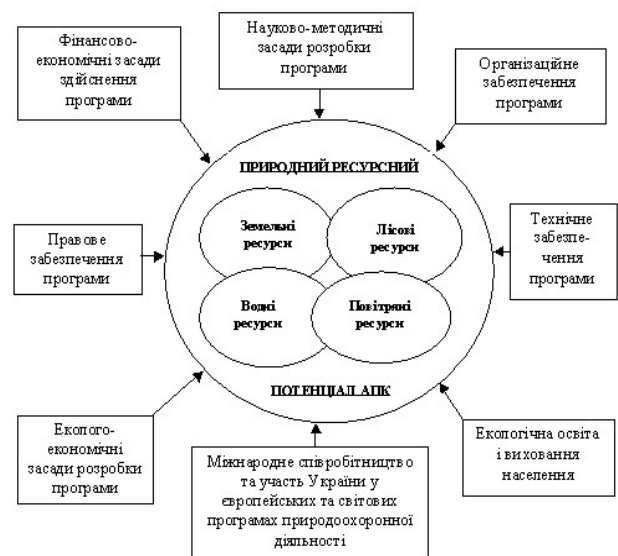 Фінансово-
економічні засади
здійснення
програми
Науково-методичні
засади розробки
програми
Організаційне
забезпечення
програми
ПРИРОДНИЙ РЕСУРСНИЙ
Земельні
ресурси
Лісові
ресурси
Правове
забезпечення
програми
Технічне
забезпе-
чення
програми
Водні
ресурси
Повітряні
ресурси
ПОТЕНЦІАЛ АПК
Еколого-
економічні
засади розробки
програми
Міжнародне співробітництво
та участь України у
європейських та світових
програмах природоохоронної
діяльності
Екологічна освіта
і виховання
населення